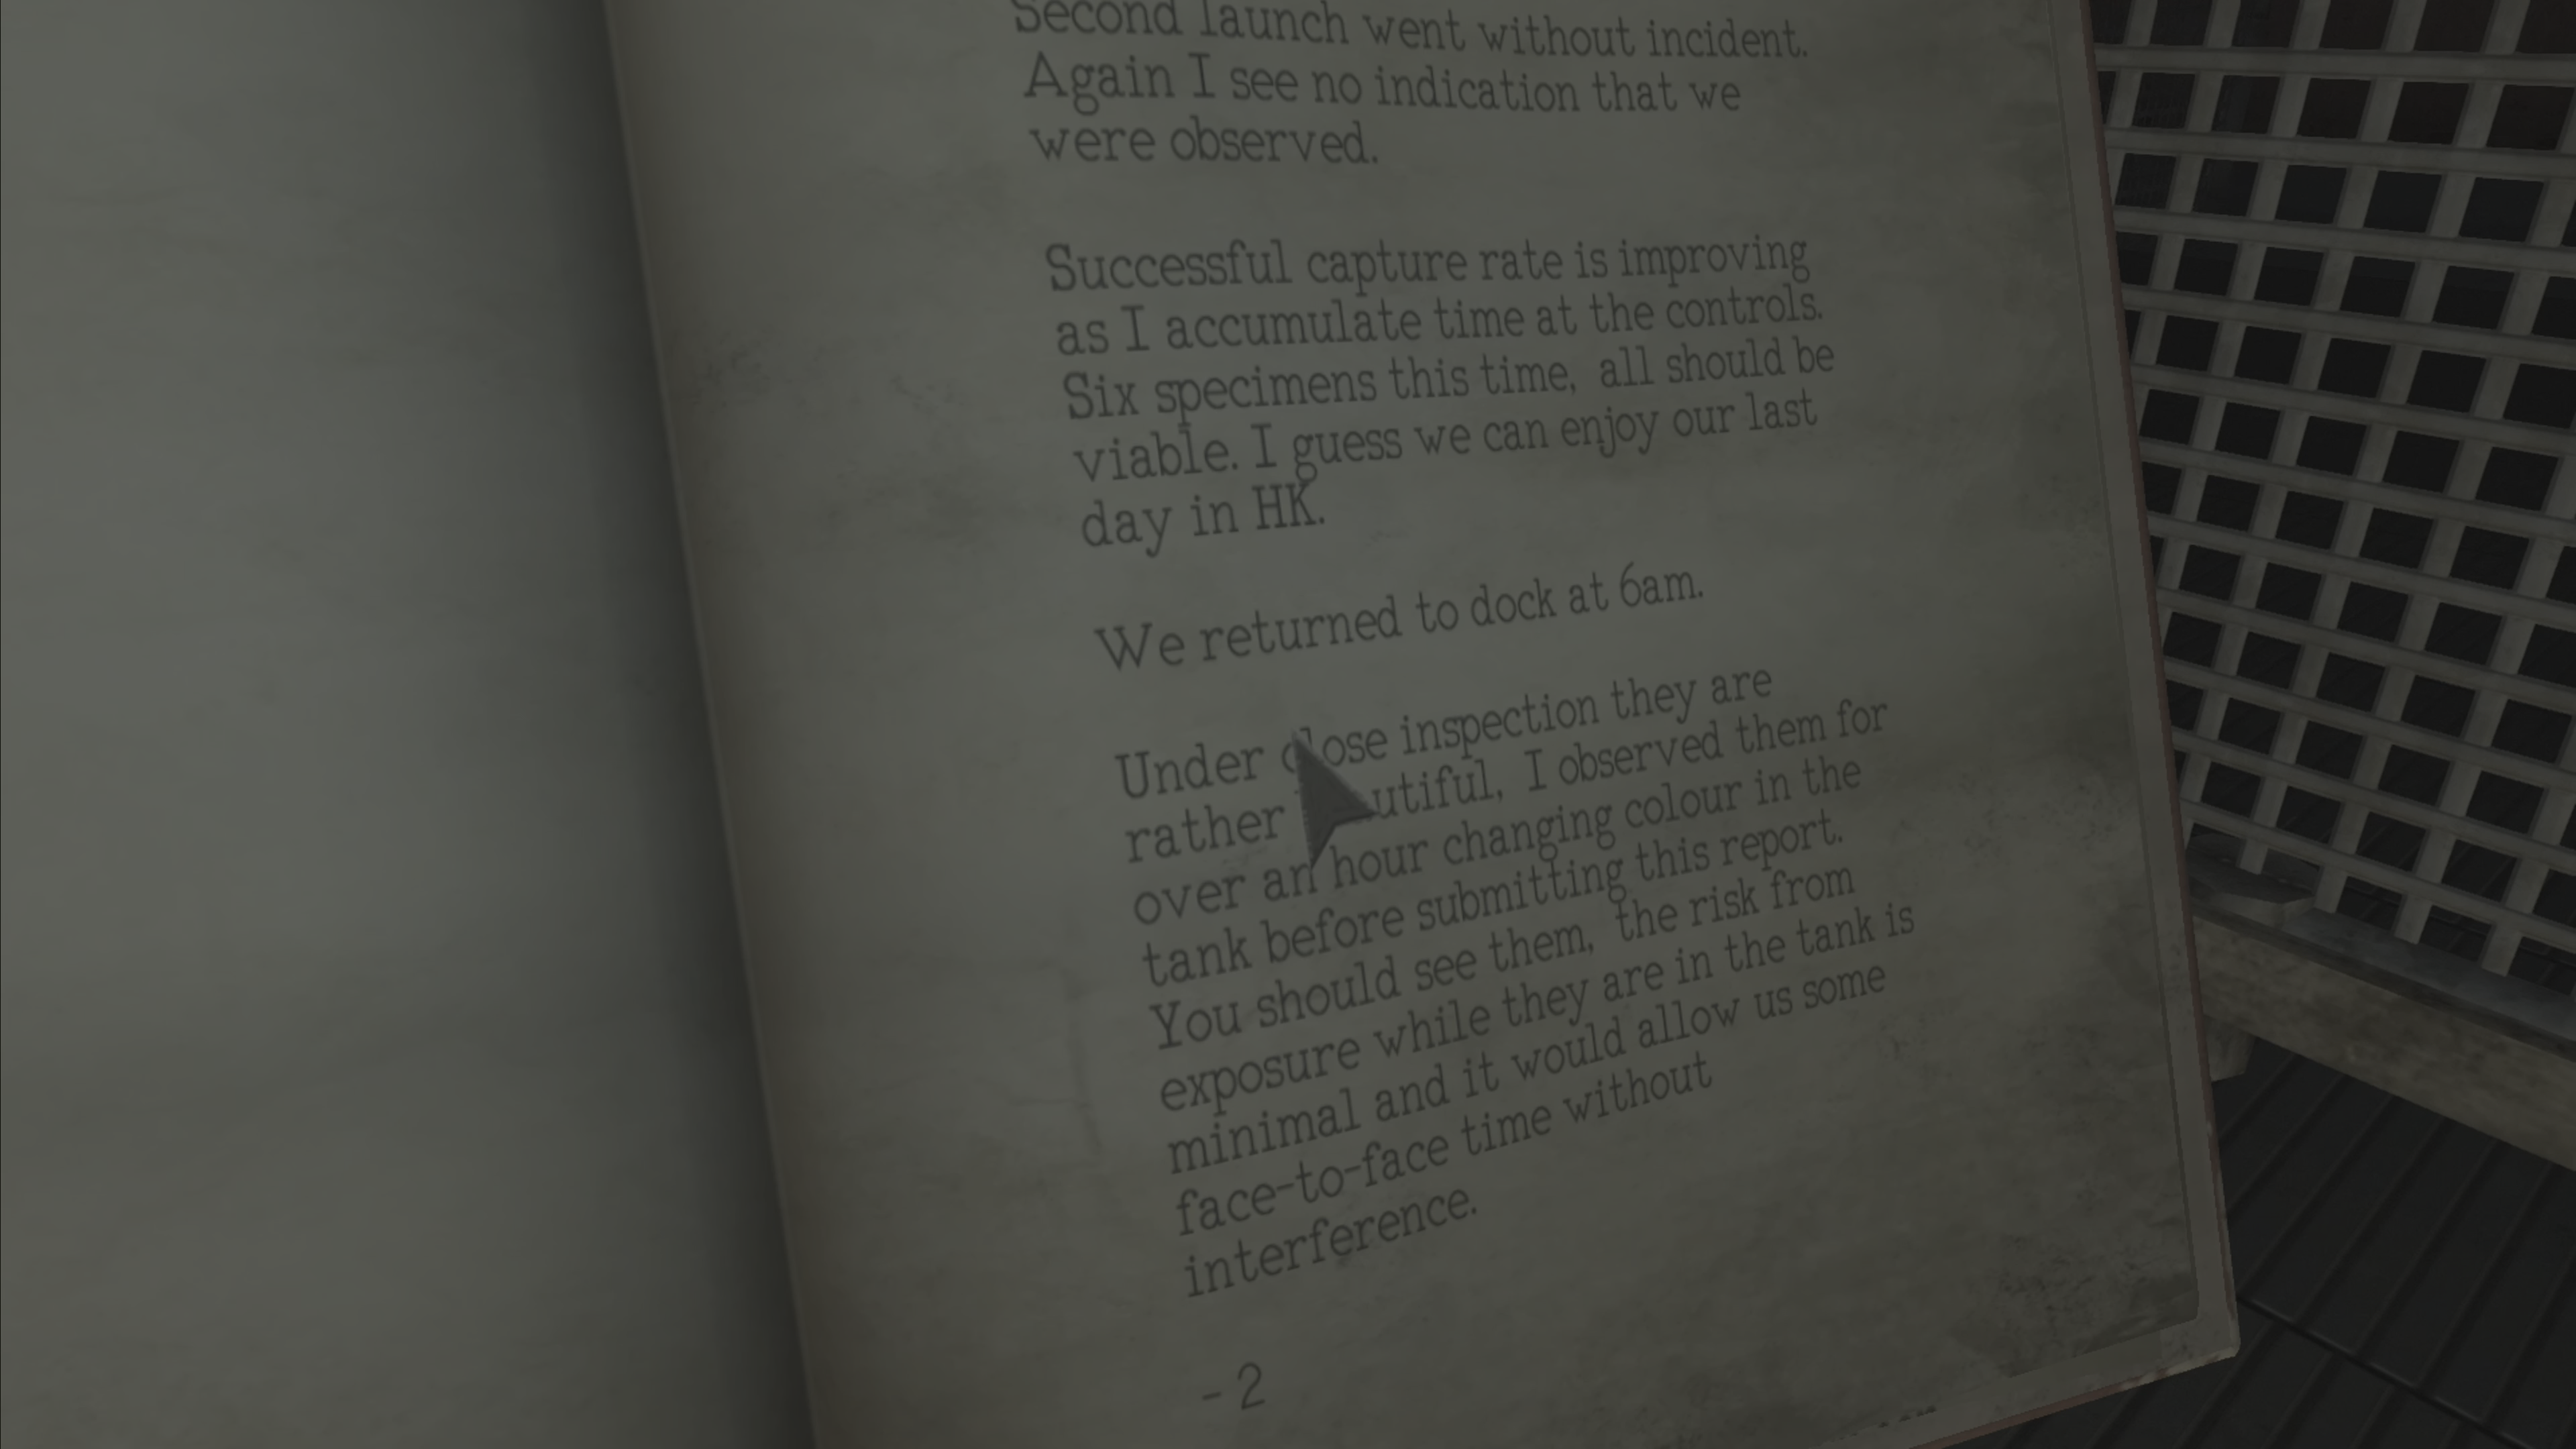 Second launch went without incident.
Again I see no indication that we
were observed.
Successful capture rate is improving
as I accumulate time at the controls.
Six specimens this time, all should be
viable. I guess we can enjoy our last
day in HK.
We returned to dock at 6am.
Under close inspection they are
rather beautiful, I observed them for
over an hour changing colour in the
tank before submitting this report.
You should see them, the risk from
exposure while they are in the tank is
minimal and it would allow us some
face-to-face time without
interference.
- 2